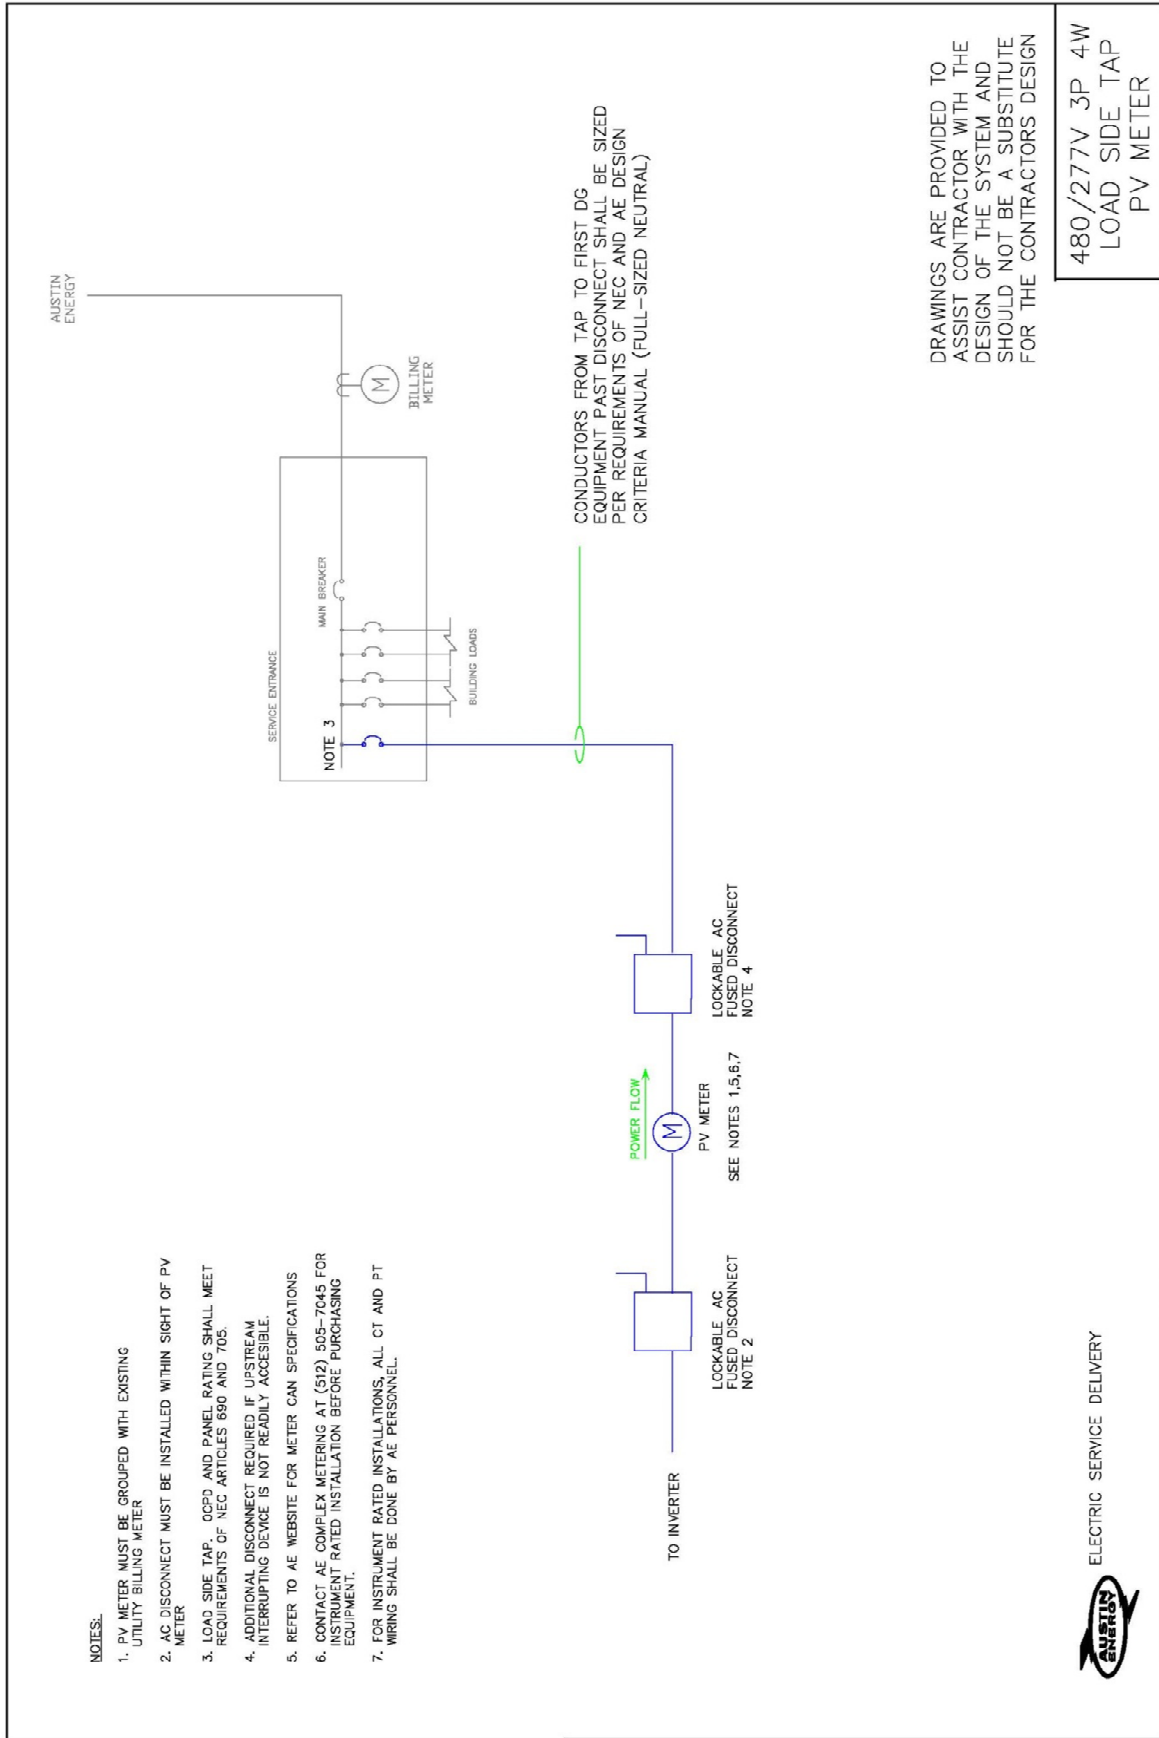 NOTES:
1. PV METER MUST BE GROUPED WITH EXISTING
UTILITY BILLING METER
2. AC DISCONNECT MUST BE INSTALLED WITHIN SIGHT OF PV
METER
3. LOAD SIDE TAP. OCPD AND PANEL RATING SHALL MEET
REQUIREMENTS OF NEC ARTICLES 690 AND 705.
4. ADDITIONAL DISCONNECT REQUIRED IF UPSTREAM
INTERRUPTING DEVICE IS NOT READILY ACCESIBLE.
5. REFER TO AE WEBSITE FOR METER CAN SPECIFICATIONS
6. CONTACT AE COMPLEX METERING AT (512) 505-7045 FOR
INSTRUMENT RATED INSTALLATION BEFORE PURCHASING
EQUIPMENT.
7. FOR INSTRUMENT RATED INSTALLATIONS, ALL CT AND PT
WIRING SHALL BE DONE BY AE PERSONNEL.
AUSTIN
ENERGY
SERVICE ENTRANCE
MAIN BREAKER
NOTE 3
M
BILLING
METER
BUILDING LOADS
CONDUCTORS FROM TAP TO FIRST DG
EQUIPMENT PAST DISCONNECT SHALL BE SIZED
PER REQUIREMENTS OF NEC AND AE DESIGN
CRITERIA MANUAL (FULL-SIZED NEUTRAL)
TO INVERTER
LOCKABLE AC
FUSED DISCONNECT
NOTE 2
POWER FLOW
M
PV METER
SEE NOTES 1,5,6,7
LOCKABLE AC
FUSED DISCONNECT
NOTE 4
DRAWINGS ARE PROVIDED TO
ASSIST CONTRACTOR WITH THE
DESIGN OF THE SYSTEM AND
SHOULD NOT BE A SUBSTITUTE
FOR THE CONTRACTORS DESIGN
AUSTIN
ENERGY
ELECTRIC SERVICE DELIVERY
480/277V 3P 4W
LOAD SIDE TAP
PV METER